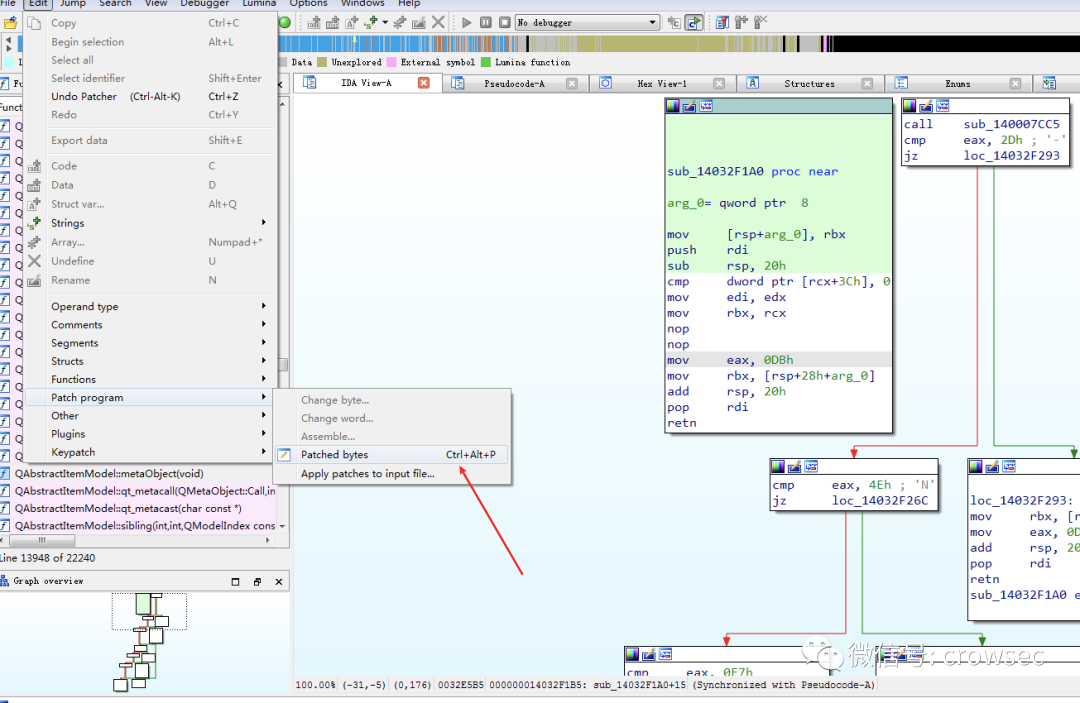 File Edit Jump Search View Debugger Lumina Options Windows Help
No debugger
Data Unexplored External symbol Lumina function
IDA View-A Pseudocode-A Hex View-1 Structures Enums
Copy Ctrl+C
Begin selection Alt+L
Select all
Select identifier Shift+Enter
Undo Patcher (Ctrl-Alt-K) Ctrl+Z
Redo Ctrl+Y
Export data Shift+E
Code C
Data D
Struct var... Alt+Q
Strings
Array... Numpad+*
Undefine U
Rename N
Operand type
Comments
Segments
Structs
Functions
Patch program
Other
Plugins
Keypatch
Change byte...
Change word...
Assemble...
Patched bytes Ctrl+Alt+P
Apply patches to input file...
QAbstractItemModel::metaObject(void)
QAbstractItemModel::qt_metacall(QMetaObject::Call,in
QAbstractItemModel::qt_metacast(char const *)
QAbstractItemModel::sibling(int,int,QModelIndex cons
Line 13948 of 22240
Graph overview
sub_14032F1A0 proc near
arg_0= qword ptr 8
mov [rsp+arg_0], rbx
push rdi
sub rsp, 20h
cmp dword ptr [rcx+3Ch], 0
mov edi, edx
mov rbx, rcx
nop
nop
mov eax, 0DBh
mov rbx, [rsp+28h+arg_0]
add rsp, 20h
pop rdi
retn
call sub_140007CC5
cmp eax, 2Dh ; '-'
jz loc_14032F293
cmp eax, 4Eh ; 'N'
jz loc_14032F26C
loc_14032F293:
mov rbx, [r
mov eax, 0D
add rsp, 20
pop rdi
retn
sub_14032F1A0 e
cmp eax, 0E7h
微信号: crowsec
100.00% (-31,-5) (0,176) 0032E5B5 000000014032F1B5: sub_14032F1A0+15 (Synchronized with Pseudocode-A)